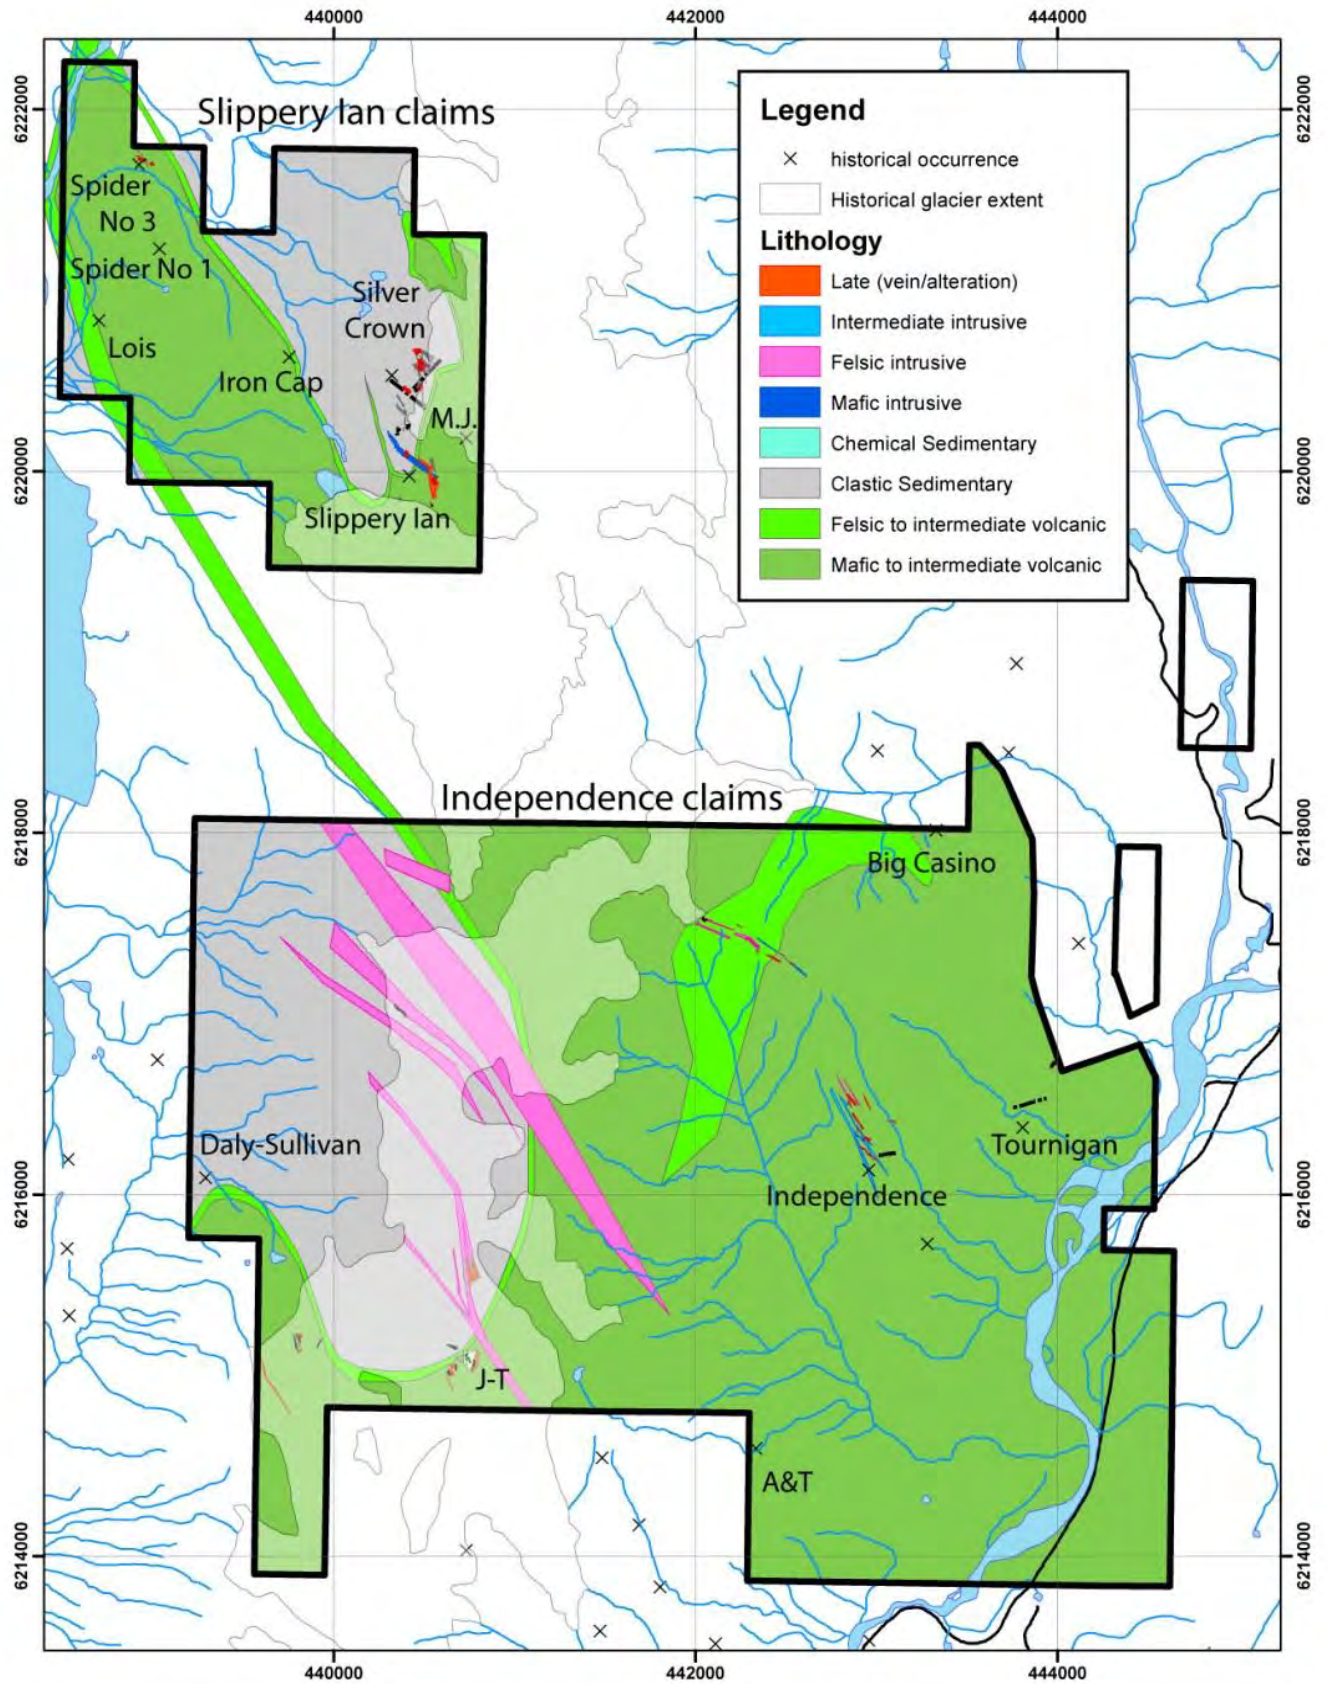 440000
442000
444000
6222000
6222000
Slippery Ian claims
Legend
historical occurrence
Historical glacier extent
Lithology
Late (vein/alteration)
Intermediate intrusive
Felsic intrusive
Mafic intrusive
Chemical Sedimentary
Clastic Sedimentary
Felsic to intermediate volcanic
Mafic to intermediate volcanic
Spider
No 3
Spider No 1
Silver
Crown
Lois
Iron Cap
M.J.
6220000
6220000
Slippery Ian
Independence claims
6218000
6218000
Big Casino
Daly-Sullivan
Tournigan
6216000
6216000
Independence
J-T
A&T
6214000
6214000
440000
442000
444000